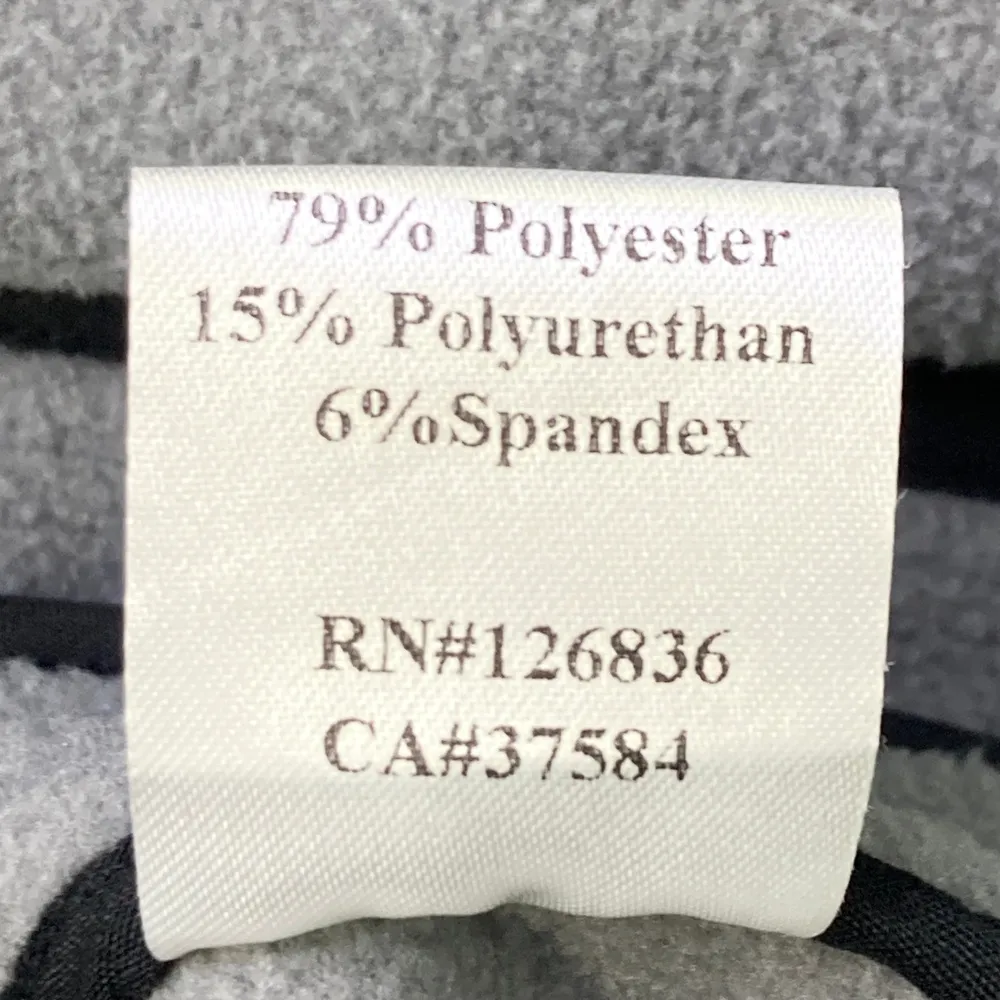 79% Polyester
15% Polyurethan
6%Spandex
RN#126836
CA#37584